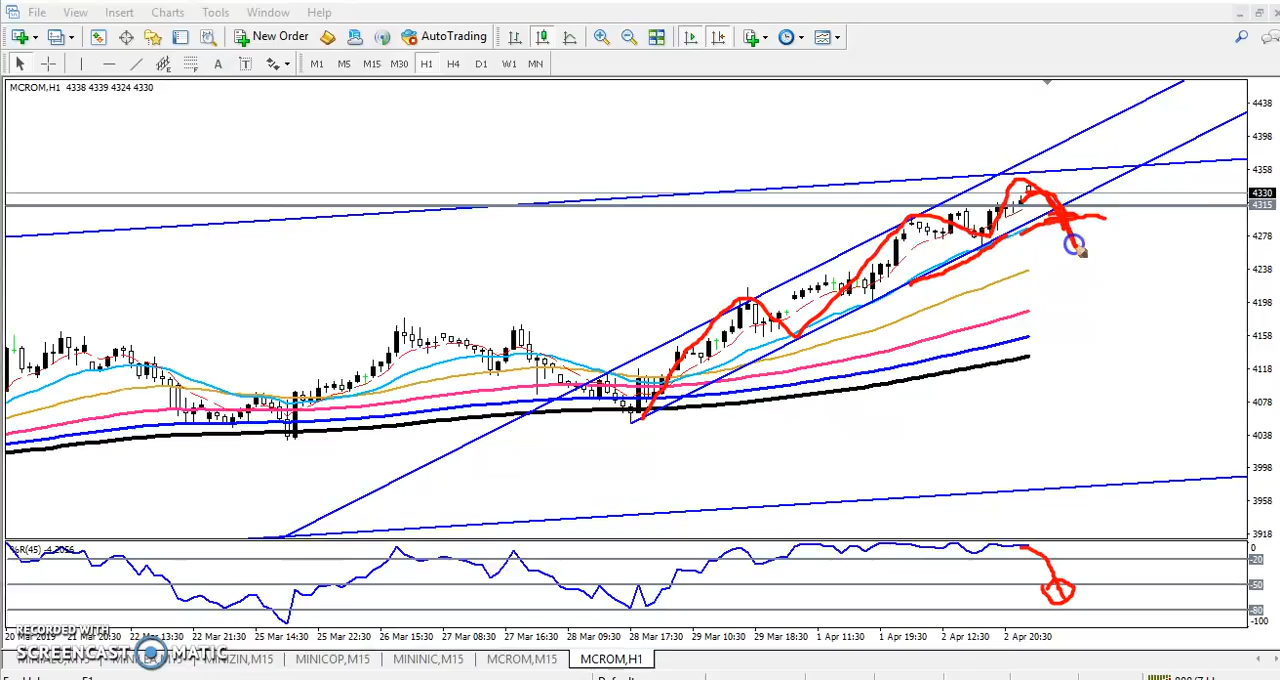 File View Insert Charts Tools Window Help
New Order AutoTrading
A T M1 M5 M15 M30 H1 H4 D1 W1 MN
MCROM,H1 4338 4339 4324 4330
4438
4398
4358
4330
4315
4278
4238
4198
4158
4118
4078
4038
3998
3958
3918
%R(45) -4.2056
0
-20
-50
-80
-100
20 Mar 2019 21 Mar 20:30 22 Mar 13:30 22 Mar 21:30 25 Mar 14:30 25 Mar 22:30 26 Mar 15:30 27 Mar 08:30 27 Mar 16:30 28 Mar 09:30 28 Mar 17:30 29 Mar 10:30 29 Mar 18:30 1 Apr 11:30 1 Apr 19:30 2 Apr 12:30 2 Apr 20:30
RECORDED WITH
SCREENCAST MATIC
MINIZIN,M15 MINICOP,M15 MININIC,M15 MCROM,M15 MCROM,H1